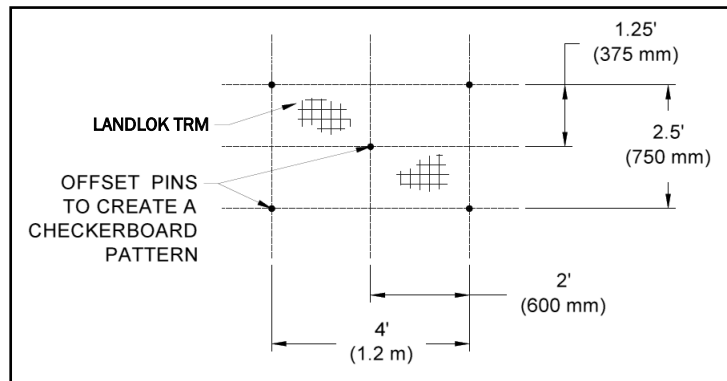 1.25'
(375 mm)
LANDLOK TRM
2.5'
(750 mm)
OFFSET PINS
TO CREATE A
CHECKERBOARD
PATTERN
2'
(600 mm)
4'
(1.2 m)